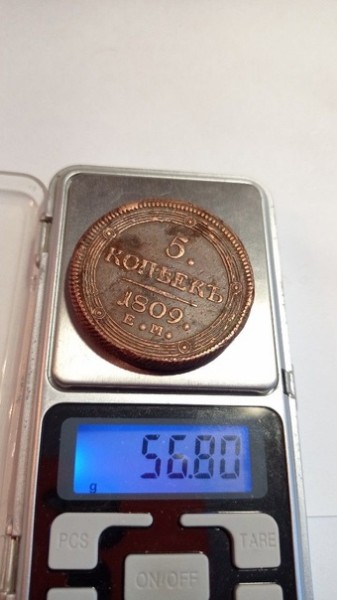 5.
КОПѢЕКЪ
1809.
Е. М.
56.80
g
PCS
TARE
ON/OFF